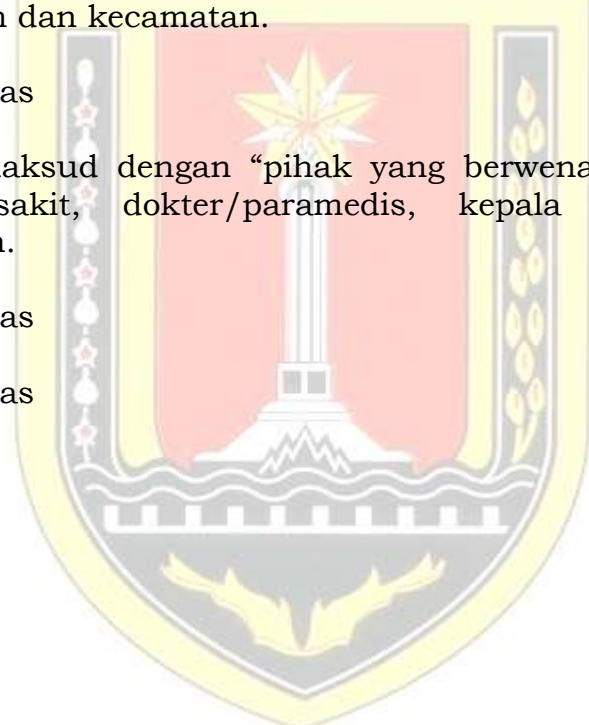 dan kecamatan.
as
aksud dengan “pihak yang berwena
sakit, dokter/paramedis, kepala
as
as